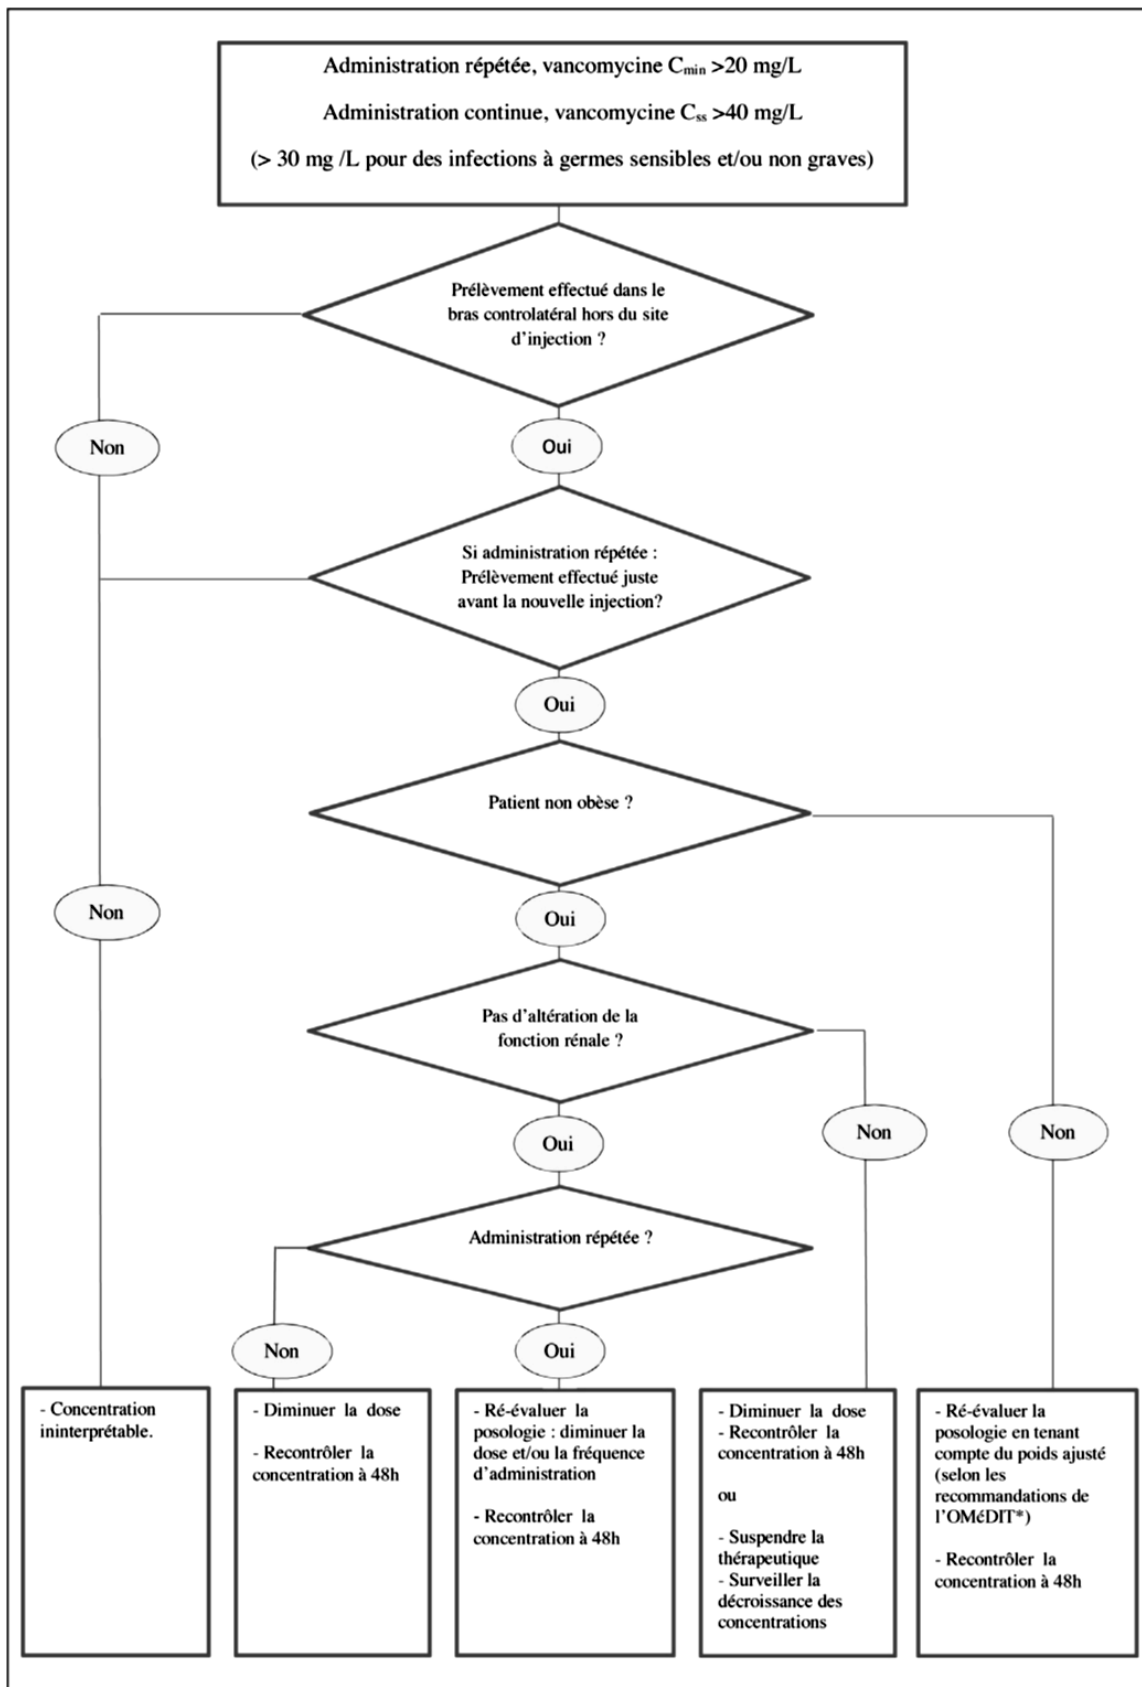 Administration répétée, vancomycine Cmin >20 mg/L
Administration continue, vancomycine Css >40 mg/L
(> 30 mg /L pour des infections à germes sensibles et/ou non graves)
Prélèvement effectué dans le
bras controlatéral hors du site
d’injection ?
Non
Oui
Si administration répétée :
Prélèvement effectué juste
avant la nouvelle injection?
Oui
Patient non obèse ?
Non
Oui
Pas d’altération de la
fonction rénale ?
Oui
Non
Non
Administration répétée ?
Non
Oui
- Concentration
ininterprétable.
- Diminuer la dose
- Recontrôler la
concentration à 48h
- Ré-évaluer la
posologie : diminuer la
dose et/ou la fréquence
d’administration
- Recontrôler la
concentration à 48h
- Diminuer la dose
- Recontrôler la
concentration à 48h
ou
- Suspendre la
thérapeutique
- Surveiller la
décroissance des
concentrations
- Ré-évaluer la
posologie en tenant
compte du poids ajusté
(selon les
recommandations de
l’OMéDIT*)
- Recontrôler la
concentration à 48h